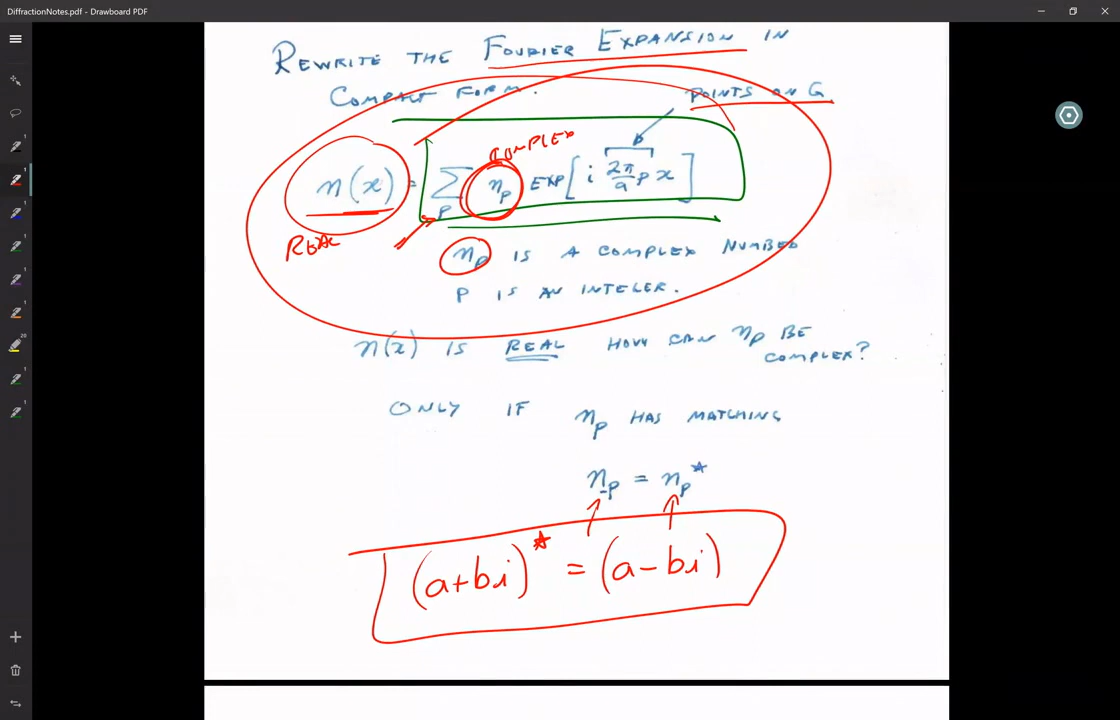 DiffractionNotes.pdf - Drawboard PDF
REWRITE THE FOURIER EXPANSION IN
COMPACT FORM.
POINTS ON G
COMPLEX
n(x) = Σ_p n_p EXP[i 2π/a p x]
REAL
n_p IS A COMPLEX NUMBER
P IS AN INTEGER.
n(x) IS REAL HOW CAN n_p BE
COMPLEX?
ONLY IF n_p HAS MATCHING
n_-p = n_p*
(a+bi)* = (a-bi)